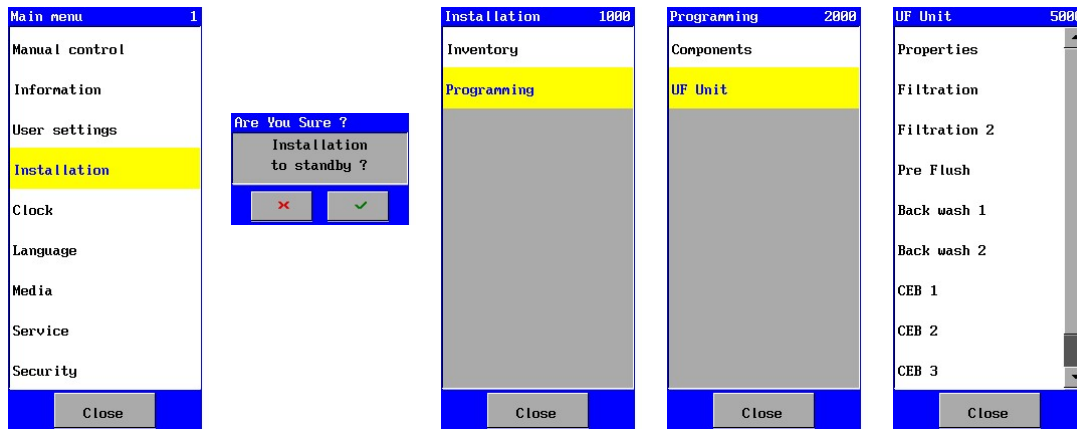 Main menu 1
Manual control
Information
User settings
Installation
Clock
Language
Media
Service
Security
Close
Are You Sure ?
Installation
to standby ?
Installation 1000
Inventory
Programming
Close
Programming 2000
Components
UF Unit
Close
UF Unit 5000
Properties
Filtration
Filtration 2
Pre Flush
Back wash 1
Back wash 2
CEB 1
CEB 2
CEB 3
Close